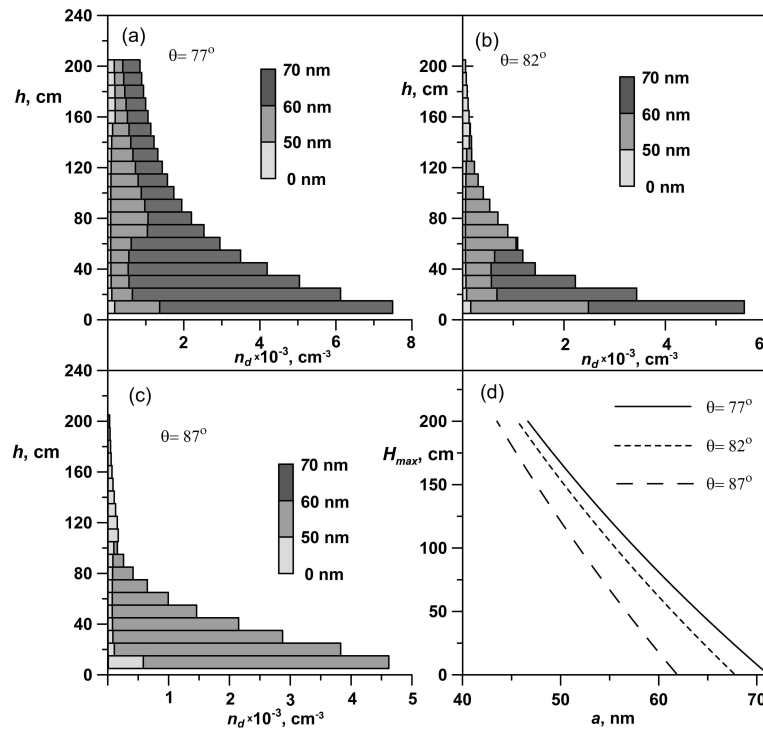 (a)
θ= 77°
h, cm
240
200
160
120
80
40
0
70 nm
60 nm
50 nm
0 nm
2
4
6
8
n_d ×10⁻³, cm⁻³
(b)
θ= 82°
h, cm
240
200
160
120
80
40
0
70 nm
60 nm
50 nm
0 nm
0
2
4
6
n_d ×10⁻³, cm⁻³
(c)
θ= 87°
h, cm
240
200
160
120
80
40
0
70 nm
60 nm
50 nm
0 nm
1
2
3
4
5
n_d ×10⁻³, cm⁻³
(d)
θ= 77°
θ= 82°
θ= 87°
H_max, cm
200
150
100
50
0
40
50
60
70
a, nm